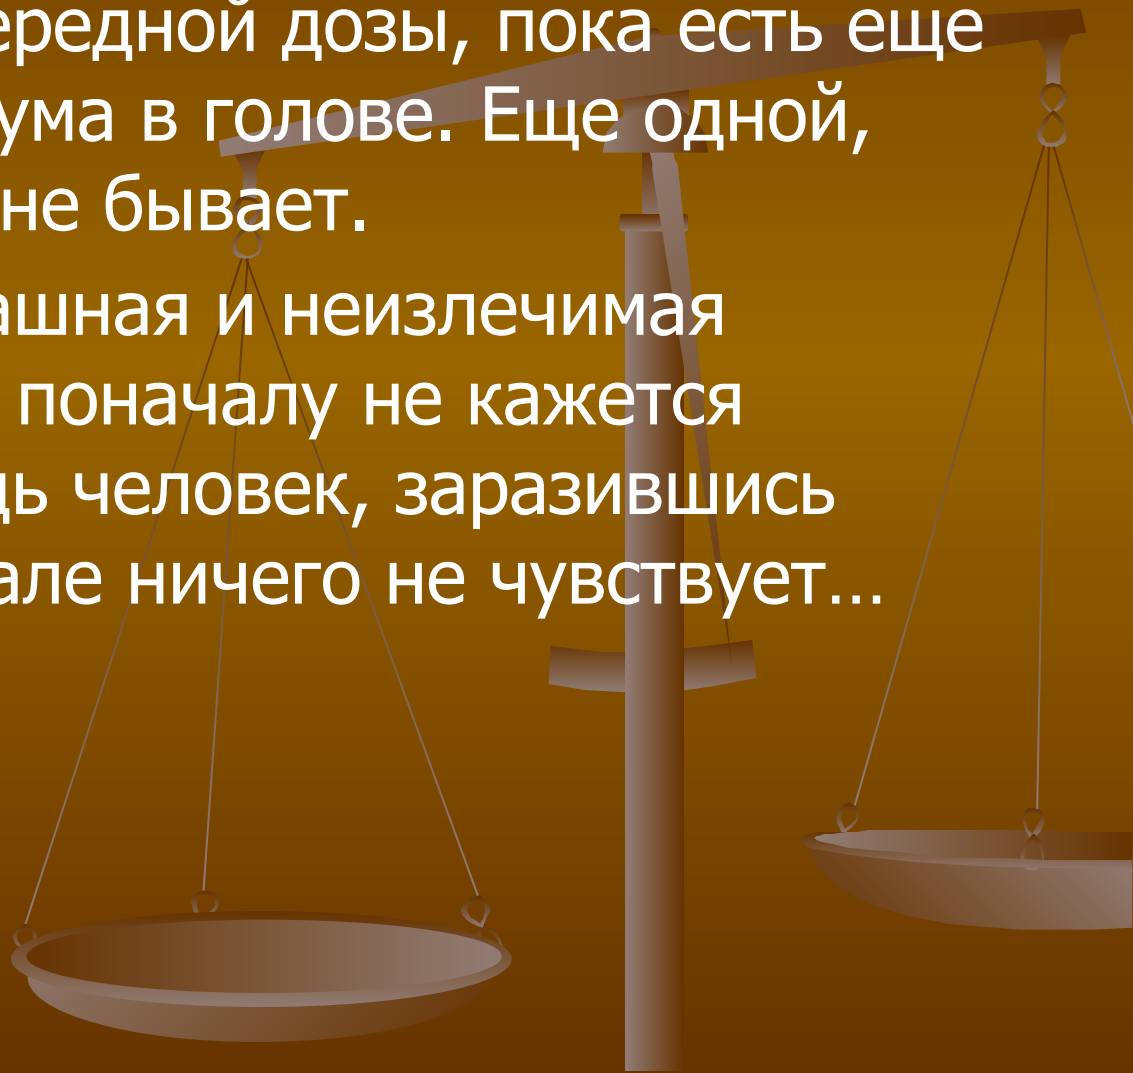 ередной дозы, пока есть еще
ума в голове. Еще одной,
не бывает.
ашная и неизлечимая
поначалу не кажется
дь человек, заразившись
але ничего не чувствует...